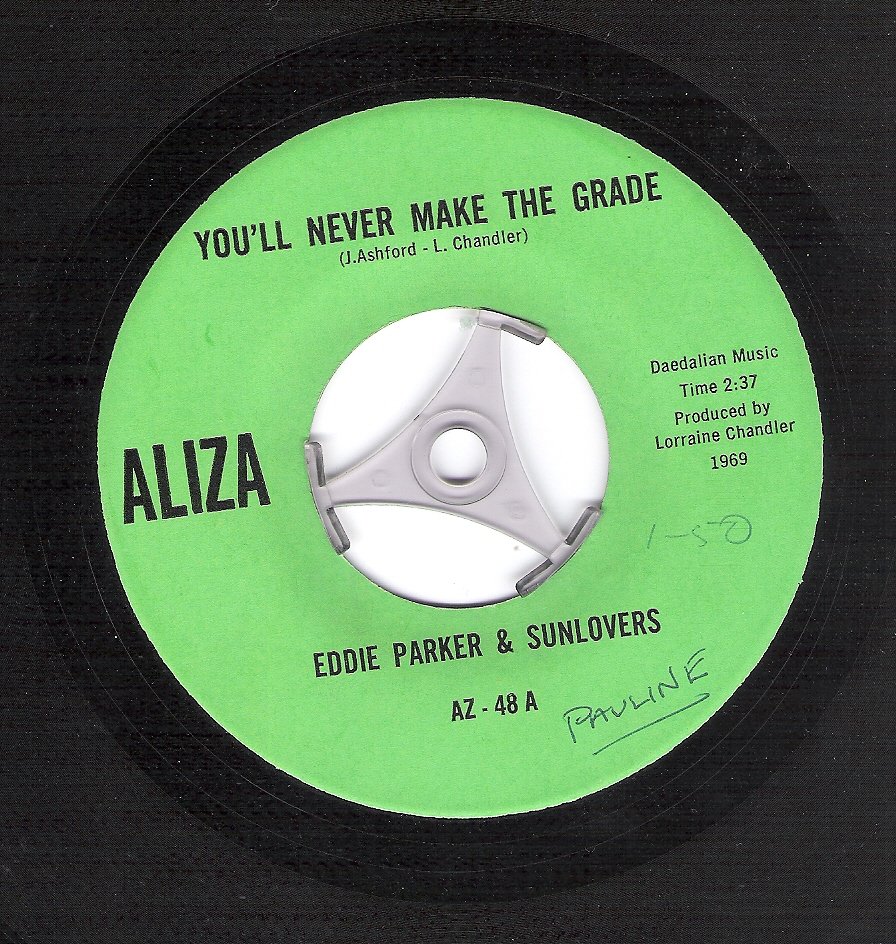 YOU'LL NEVER MAKE THE GRADE
(J.Ashford - L. Chandler)
Daedalian Music
Time 2:37
Produced by
Lorraine Chandler
1969
ALIZA
1-50
EDDIE PARKER & SUNLOVERS
AZ - 48 A
PAULINE